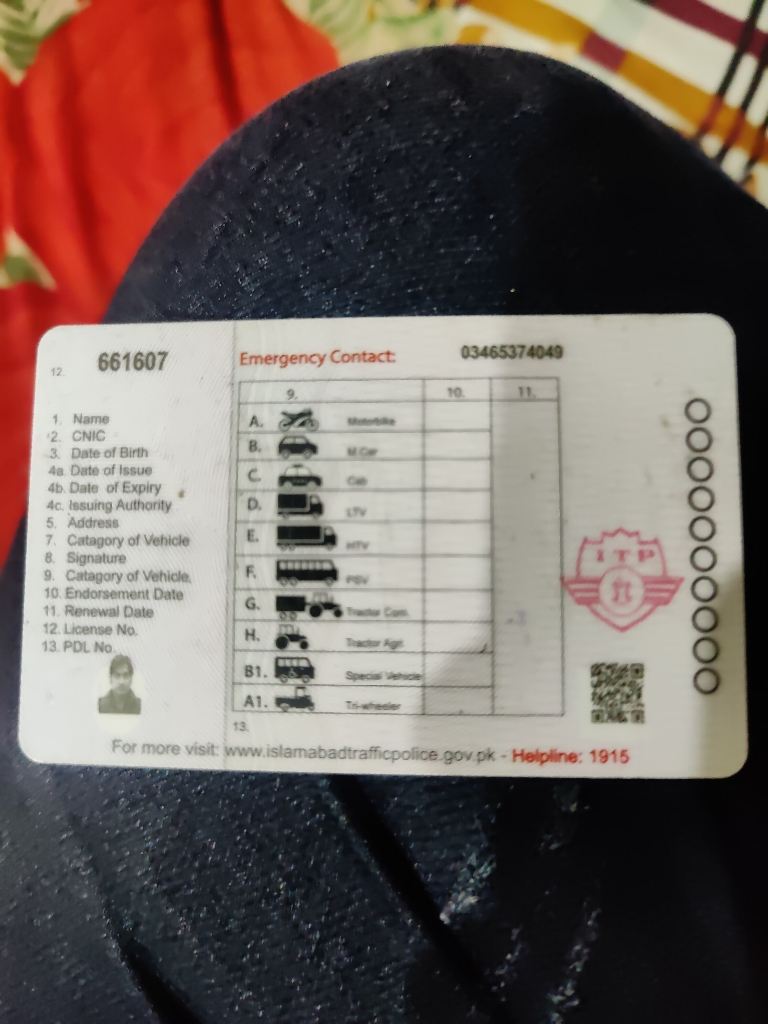 12. 661607
Emergency Contact: 03465374049
1. Name
2. CNIC
3. Date of Birth
4a. Date of Issue
4b. Date of Expiry
4c. Issuing Authority
5. Address
7. Catagory of Vehicle
8. Signature
9. Catagory of Vehicle
10. Endorsement Date
11. Renewal Date
12. License No.
13. PDL No.
9. 10. 11.
A. Motorbike
B. M.Car
C. Cab
D. LTV
E. HTV
F. PSV
G. Tractor Com.
H. Tractor Agri
B1. Special Vehicle
A1. Tri-wheeler
13.
ITP
For more visit: www.islamabadtrafficpolice.gov.pk - Helpline: 1915